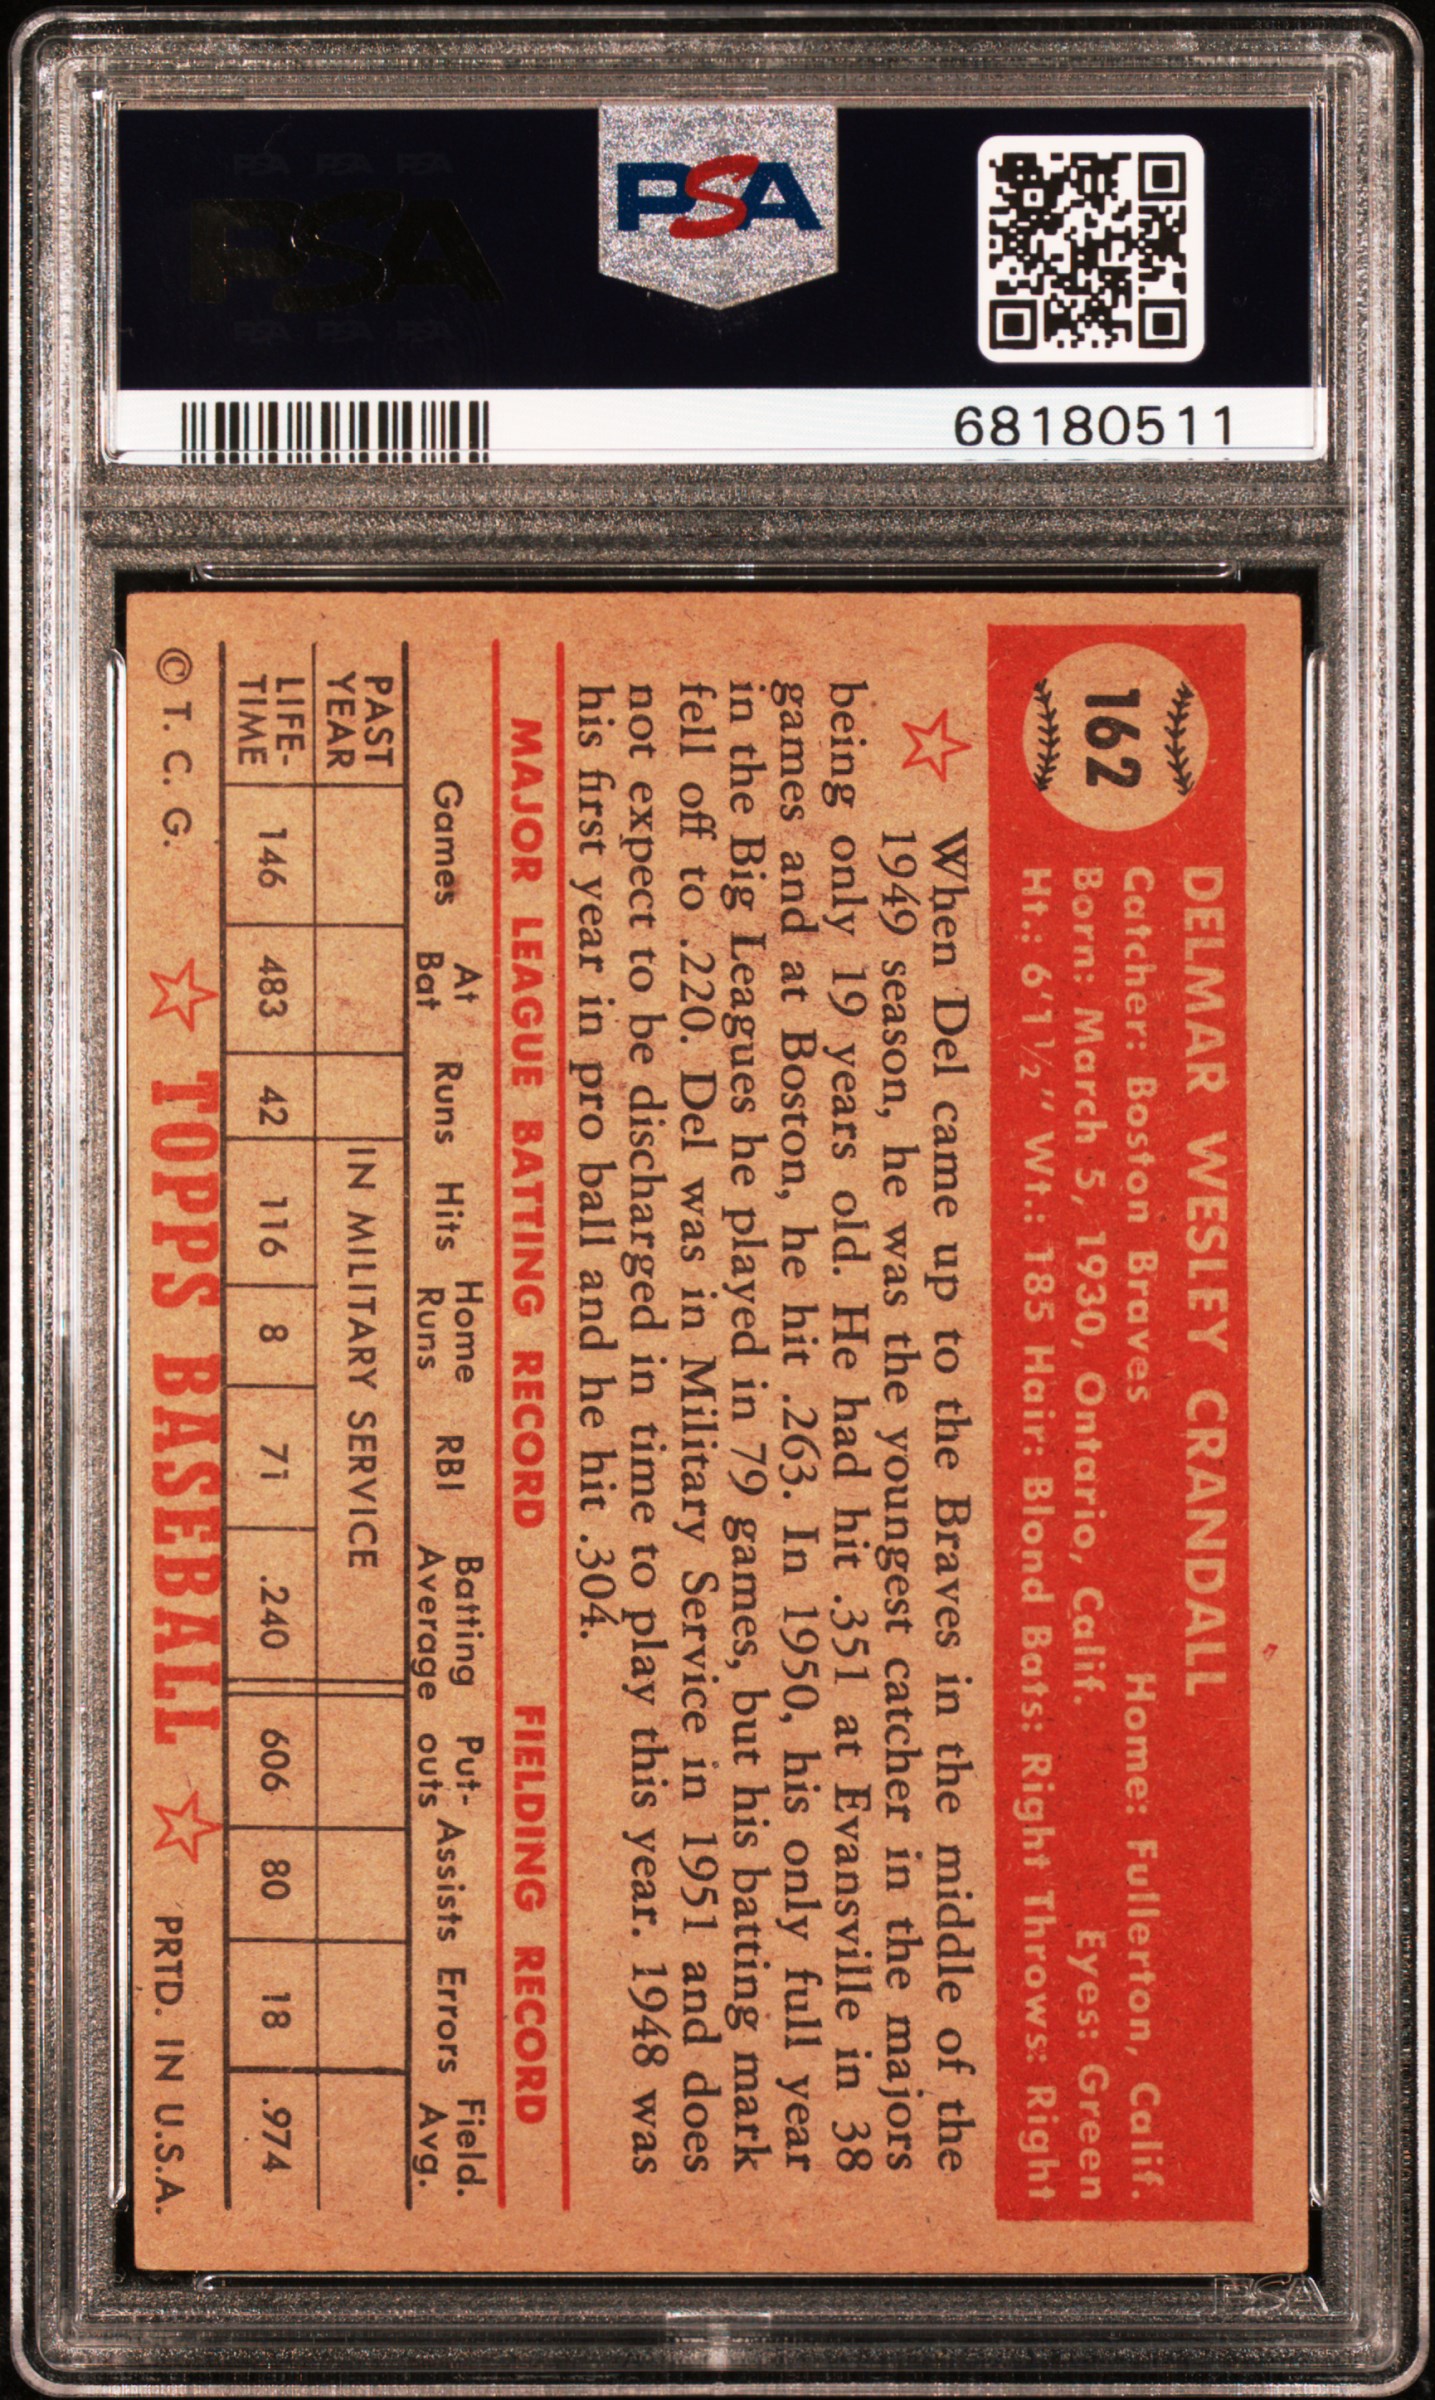 PSA PSA PSA
PSA
PSA PSA PSA
PSA
68180511
162
DELMAR WESLEY CRANDALL
Catcher: Boston Braves Home: Fullerton, Calif.
Born: March 5, 1930, Ontario, Calif. Eyes: Green
Ht.: 6'1½" Wt.: 185 Hair: Blond Bats: Right Throws: Right
When Del came up to the Braves in the middle of the
1949 season, he was the youngest catcher in the majors
being only 19 years old. He had hit .351 at Evansville in 38
games and at Boston, he hit .263. In 1950, his only full year
in the Big Leagues he played in 79 games, but his batting mark
fell off to .220. Del was in Military Service in 1951 and does
not expect to be discharged in time to play this year. 1948 was
his first year in pro ball and he hit .304.
MAJOR LEAGUE BATTING RECORD FIELDING RECORD
Games At Bat Runs Hits Home Runs RBI Batting Average Put-outs Assists Errors Field. Avg.
PAST YEAR IN MILITARY SERVICE
LIFE-TIME 146 483 42 116 8 71 .240 606 80 18 .974
© T. C. G. TOPPS BASEBALL PRTD. IN U.S.A.
PSA